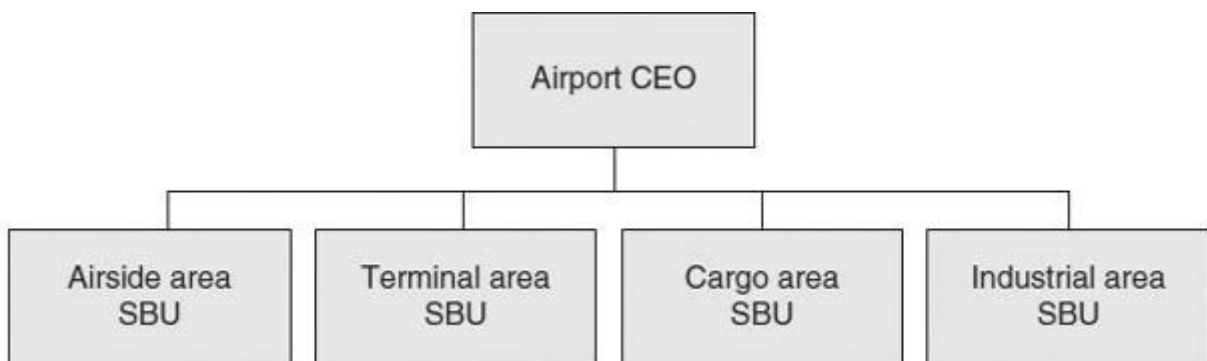 Airport CEO
Airside area
SBU
Terminal area
SBU
Cargo area
SBU
Industrial area
SBU